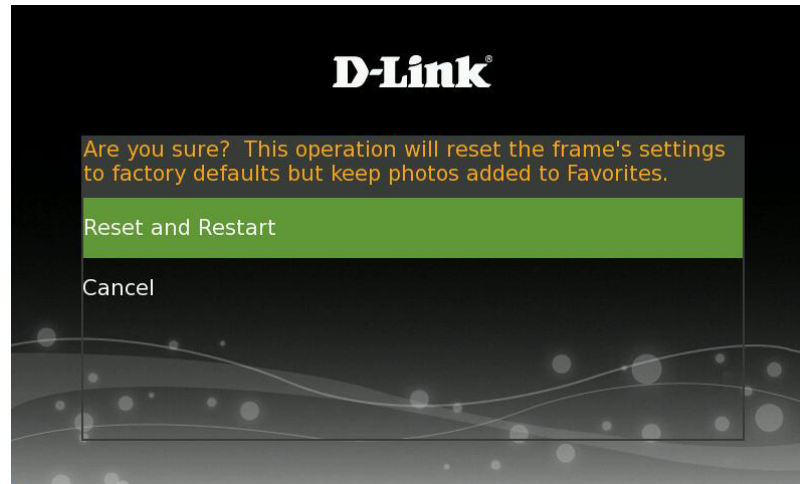 D-Link®
Are you sure?  This operation will reset the frame's settings
to factory defaults but keep photos added to Favorites.
Reset and Restart
Cancel